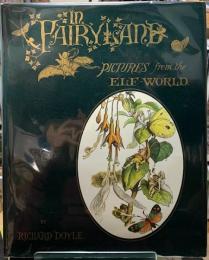 IN
FAIRYLAND
PICTURES from the
ELF-WORLD.
BY
RICHARD DOYLE